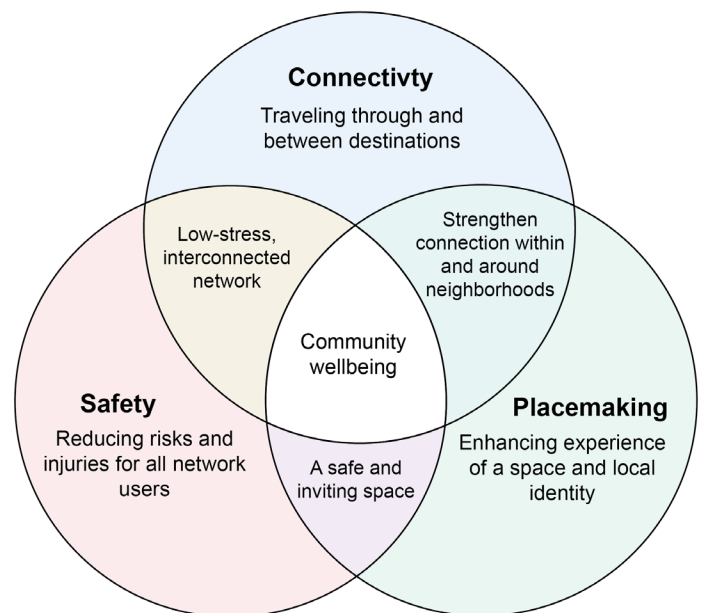 Connectivty
Traveling through and
between destinations
Low-stress,
interconnected
network
Strengthen
connection within
and around
neighborhoods
Community
wellbeing
Safety
Reducing risks and
injuries for all network
users
Placemaking
Enhancing experience
of a space and local
identity
A safe and
inviting space